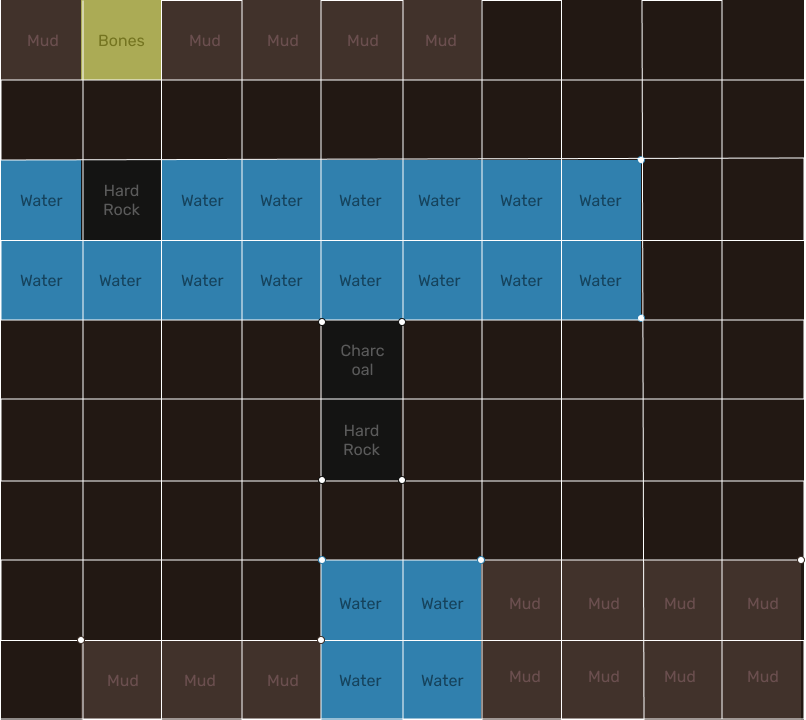 Mud Bones Mud Mud Mud Mud
Water Hard Rock Water Water Water Water Water Water
Water Water Water Water Water Water Water Water
Charc
oal
Hard
Rock
Water Water Mud Mud Mud Mud
Mud Mud Mud Water Water Mud Mud Mud Mud